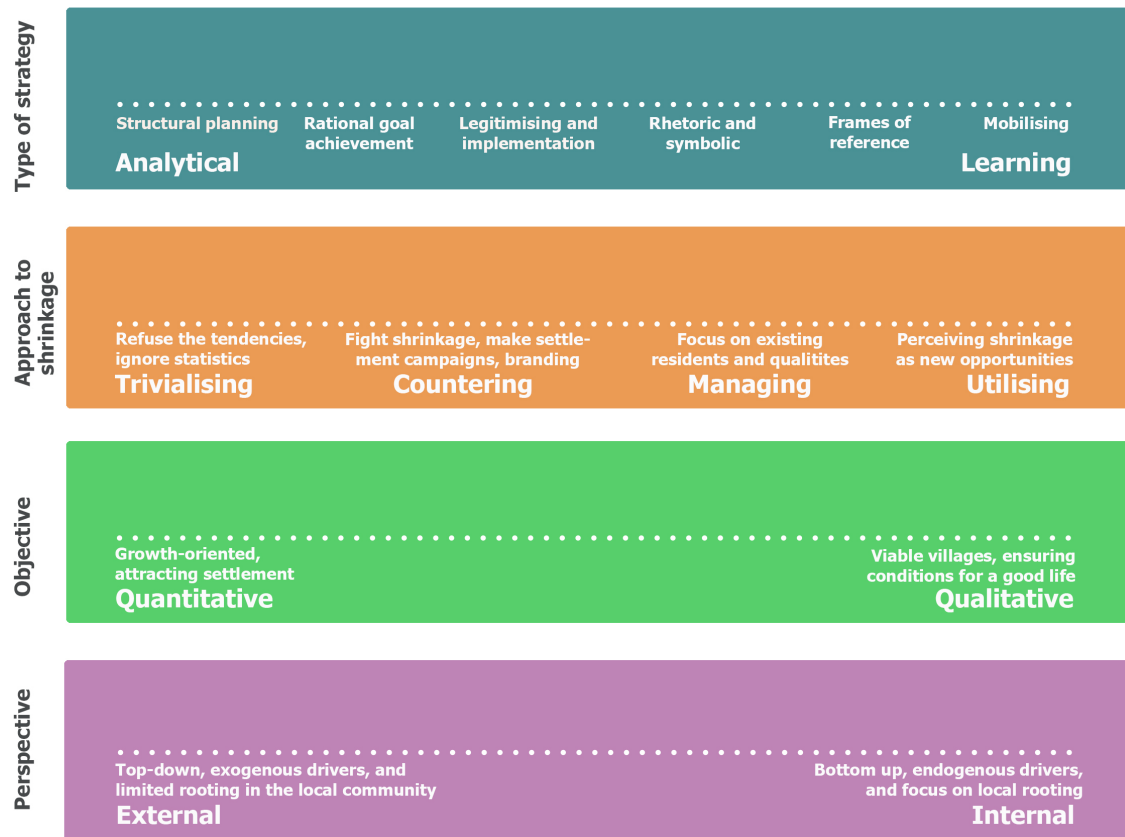 Type of strategy
Structural planning
Analytical
Rational goal
achievement
Legitimising and
implementation
Rhetoric and
symbolic
Frames of
reference
Mobilising
Learning
Approach to
shrinkage
Refuse the tendencies,
ignore statistics
Trivialising
Fight shrinkage, make settle-
ment campaigns, branding
Countering
Focus on existing
residents and qualitites
Managing
Perceiving shrinkage
as new opportunities
Utilising
Objective
Growth-oriented,
attracting settlement
Quantitative
Viable villages, ensuring
conditions for a good life
Qualitative
Perspective
Top-down, exogenous drivers, and
limited rooting in the local community
External
Bottom up, endogenous drivers,
and focus on local rooting
Internal